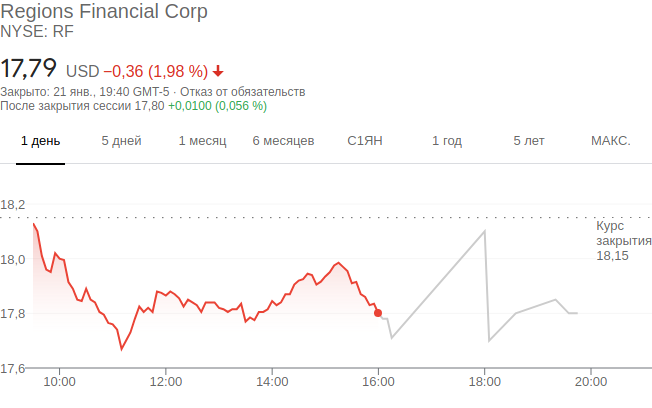 Regions Financial Corp
NYSE: RF
17,79 USD −0,36 (1,98 %)
Закрыто: 21 янв., 19:40 GMT-5 · Отказ от обязательств
После закрытия сессии 17,80 +0,0100 (0,056 %)
1 день 5 дней 1 месяц 6 месяцев С1ЯН 1 год 5 лет МАКС.
18,2
Курс
закрытия
18,15
18,0
17,8
17,6
10:00 12:00 14:00 16:00 18:00 20:00